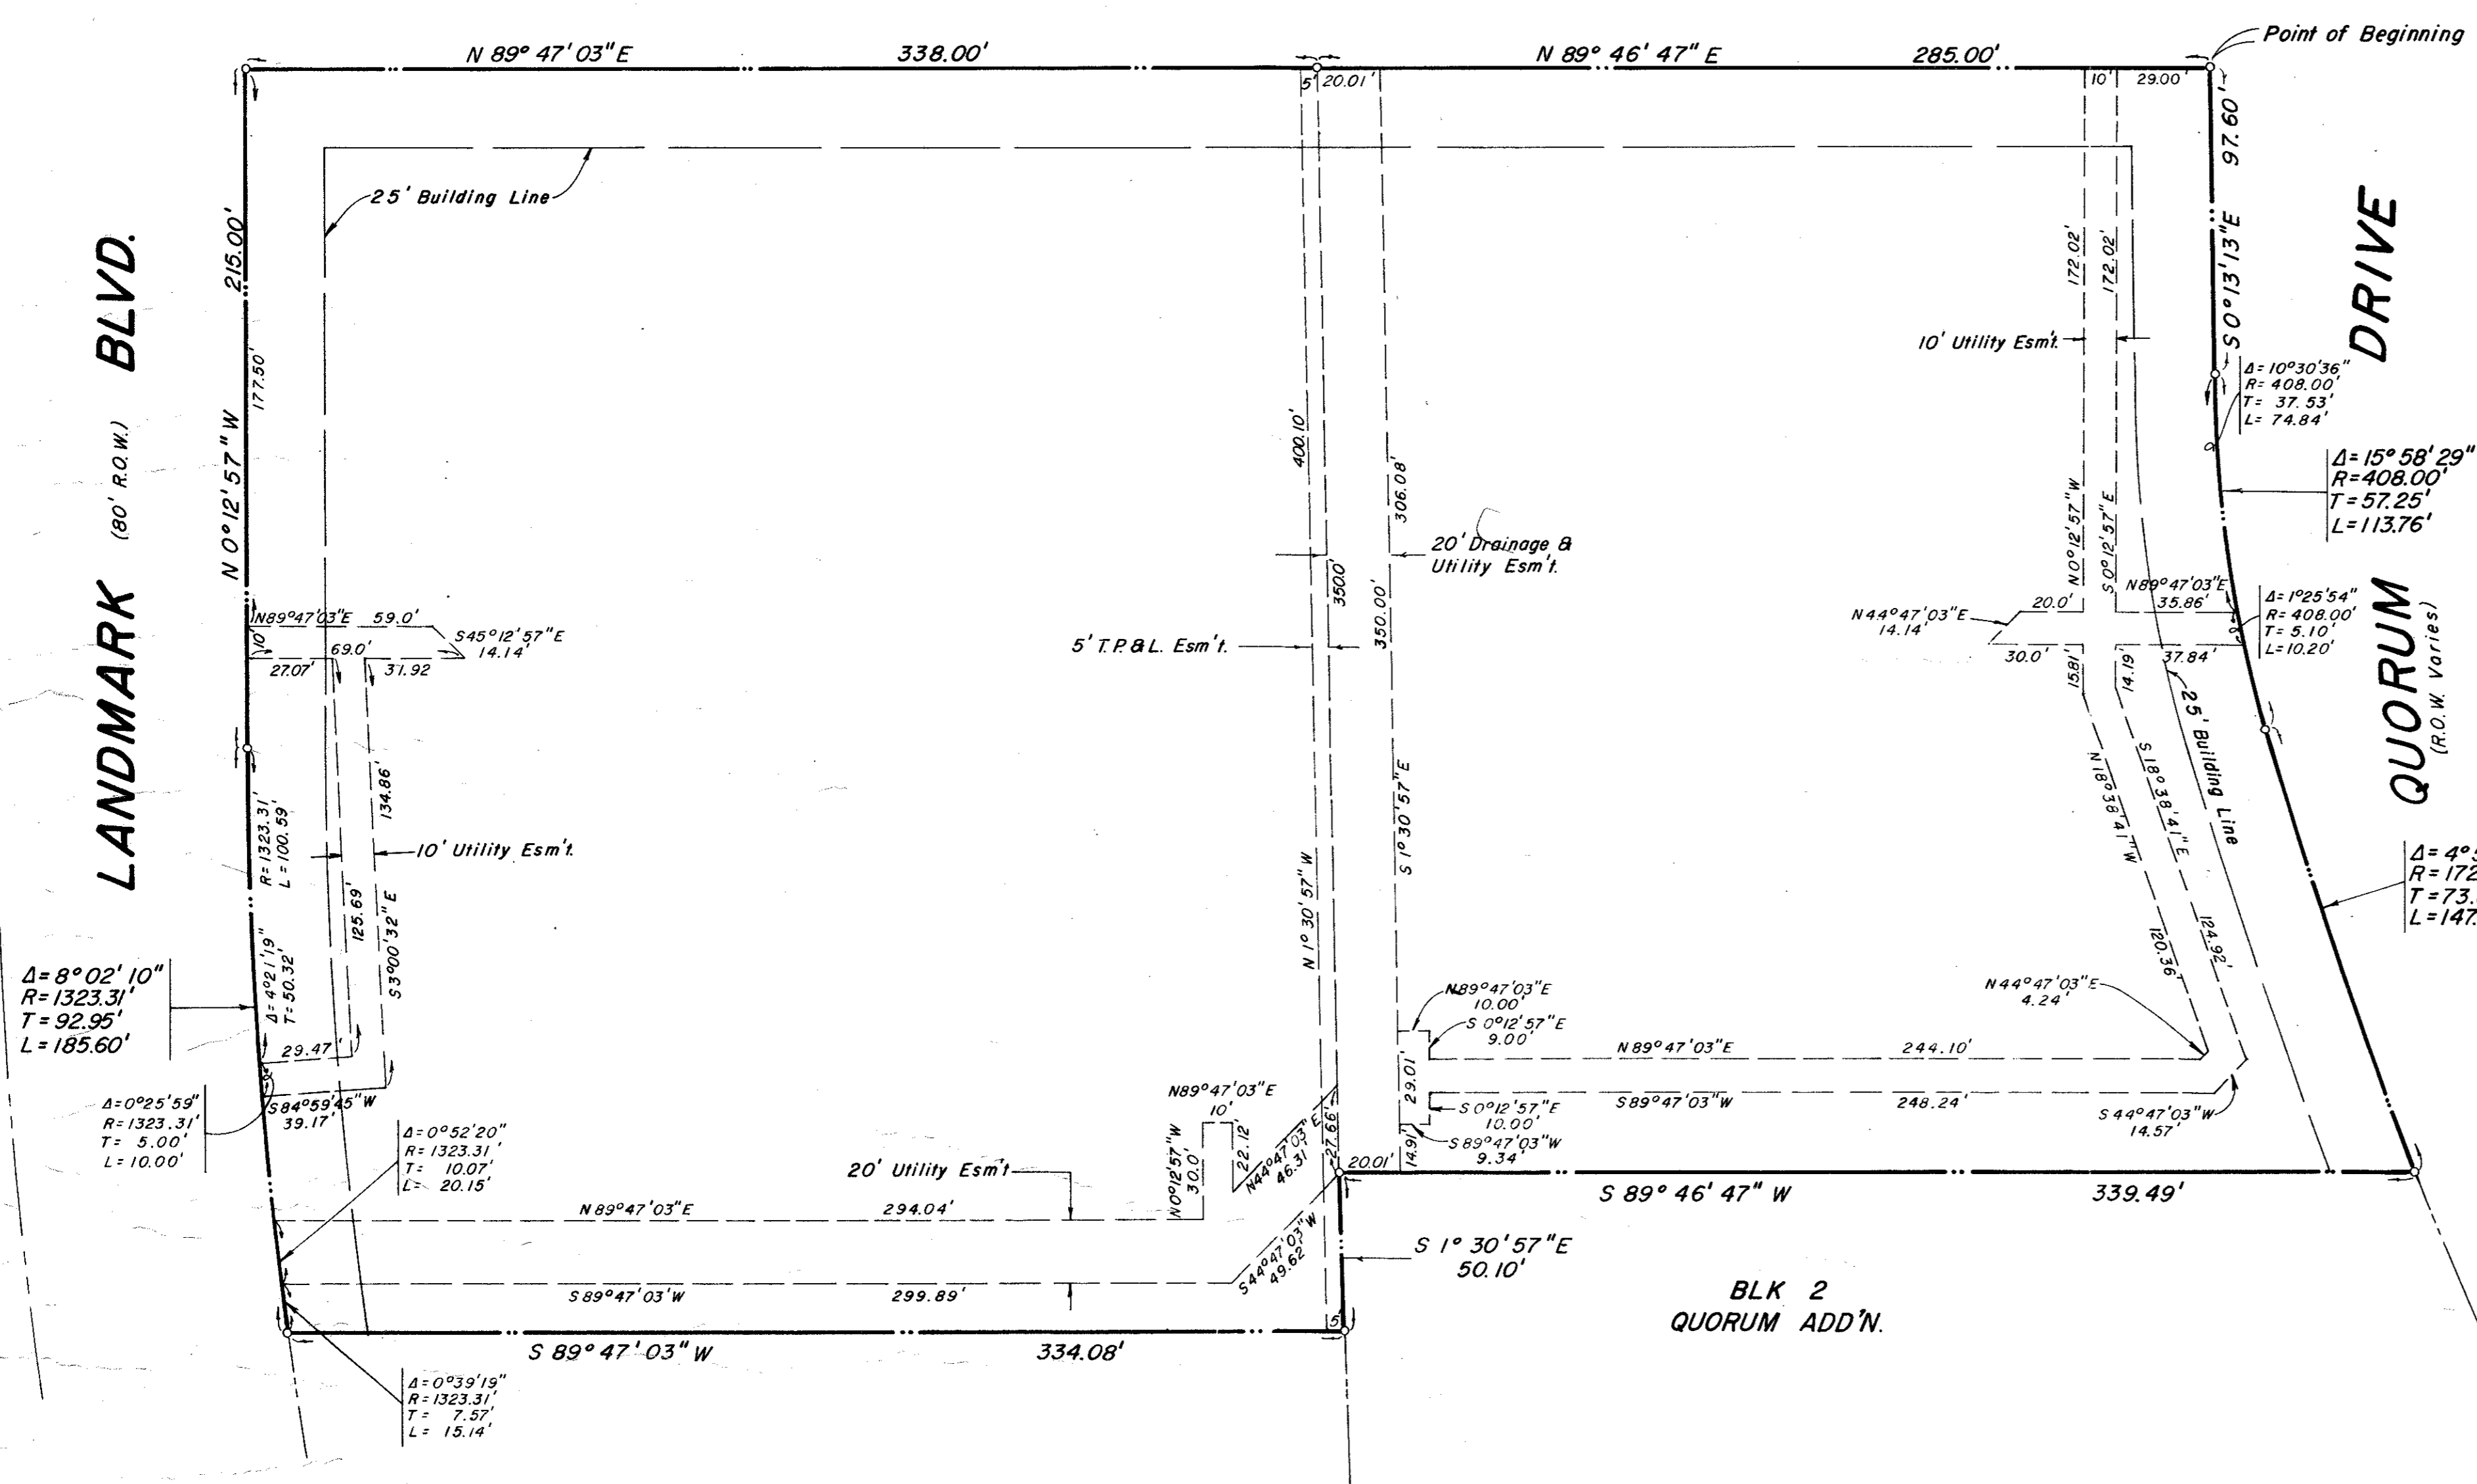 Point of Beginning
N 89° 47' 03" E 338.00'
N 89° 46' 47" E 285.00'
5' 20.01'
10' 29.00'
97.60'
S 0° 13' 13" E
25' Building Line
215.00'
177.50'
N 0° 12' 57" W
LANDMARK BLVD.
(80' R.O.W.)
172.02'
172.02'
10' Utility Esm't.
N 0° 12' 57" W
S 0° 12' 57" E
DRIVE
QUORUM
(R.O.W. Varies)
Δ= 10° 30' 36"
R= 408.00'
T= 37.53'
L= 74.84'
Δ= 15° 58' 29"
R=408.00'
T=57.25'
L=113.76'
400.10'
306.08'
20' Drainage &
Utility Esm't.
350.0'
350.00'
5' T.P.& L. Esm't.
N89°47'03"E 59.0'
10'
S45°12'57"E
14.14'
69.0'
27.07'
31.92
N89°47'03"E
35.86'
20.0'
N44°47'03"E
14.14'
30.0'
37.84'
15.81'
14.19'
Δ= 1°25'54"
R= 408.00'
T= 5.10'
L= 10.20'
25' Building Line
N 18° 38' 41" W
S 18° 38' 41" E
120.36'
124.92'
Δ= 4°
R= 172
T= 73.
L= 147.
R= 1323.31'
L= 100.59'
Δ= 4°21'19"
T= 50.32'
134.86'
10' Utility Esm't.
125.69'
S3°00'32" E
N 1° 30' 57" W
S 1° 30' 57" E
Δ= 8° 02' 10"
R= 1323.31'
T= 92.95'
L= 185.60'
29.47'
S84°59'45"W
39.17'
Δ=0°25'59"
R=1323.31'
T= 5.00'
L= 10.00'
Δ=0°52'20"
R=1323.31
T= 10.07'
L= 20.15'
N89°47'03"E
10.00'
S 0°12'57"E
9.00'
N 89°47'03"E 244.10'
N44°47'03"E
4.24'
29.01'
S89°47'03"W 248.24'
S 0°12'57"E
10.00'
S 89°47'03"W
9.34'
14.91'
S 44°47'03"W
14.57'
N89°47'03"E
10'
N0°12'57"W
30.0'
22.12'
N44°47'03" E
46.31'
27.66'
20.01'
20' Utility Esm't
N 89°47'03"E 294.04'
S44°47'03"W
49.62'
S 89° 46' 47" W 339.49'
S 1° 30' 57"E
50.10'
S 89°47'03"W 299.89'
5'
BLK 2
QUORUM ADD'N.
S 89° 47' 03" W 334.08'
Δ= 0°39'19"
R= 1323.31'
T= 7.57'
L= 15.14'